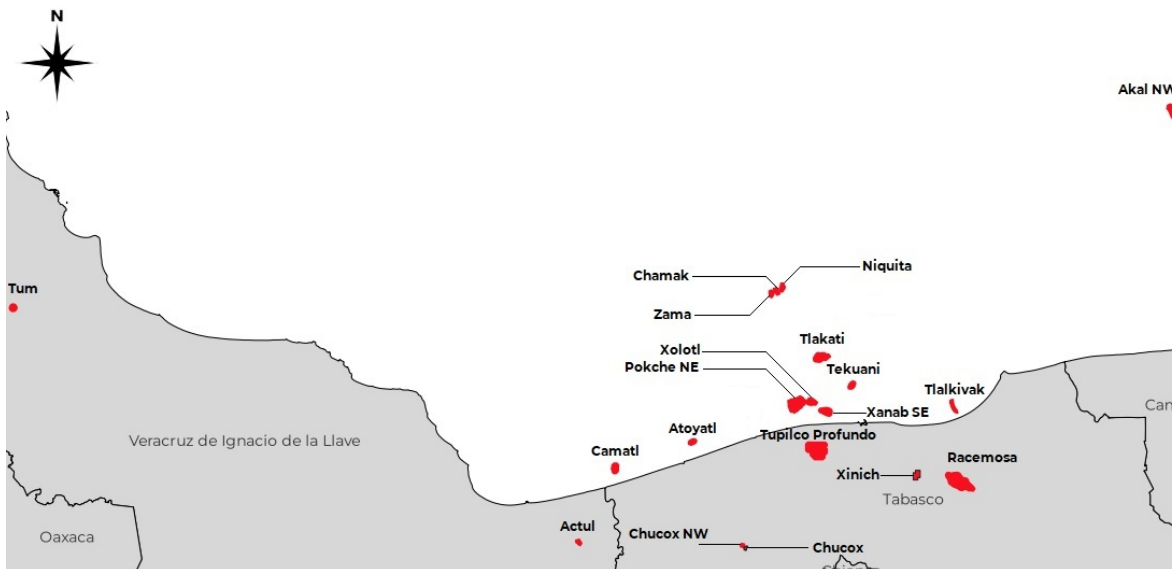 N
Akal NW
Niquita
Chamak
Tum
Zama
Tlakati
Xolotl
Pokche NE
Tekuani
Tlalkivak
Xanab SE
Atoyatl
Tupilco Profundo
Veracruz de Ignacio de la Llave
Camatl
Racemosa
Xinich
Tabasco
Actul
Chucox NW
Chucox
Oaxaca